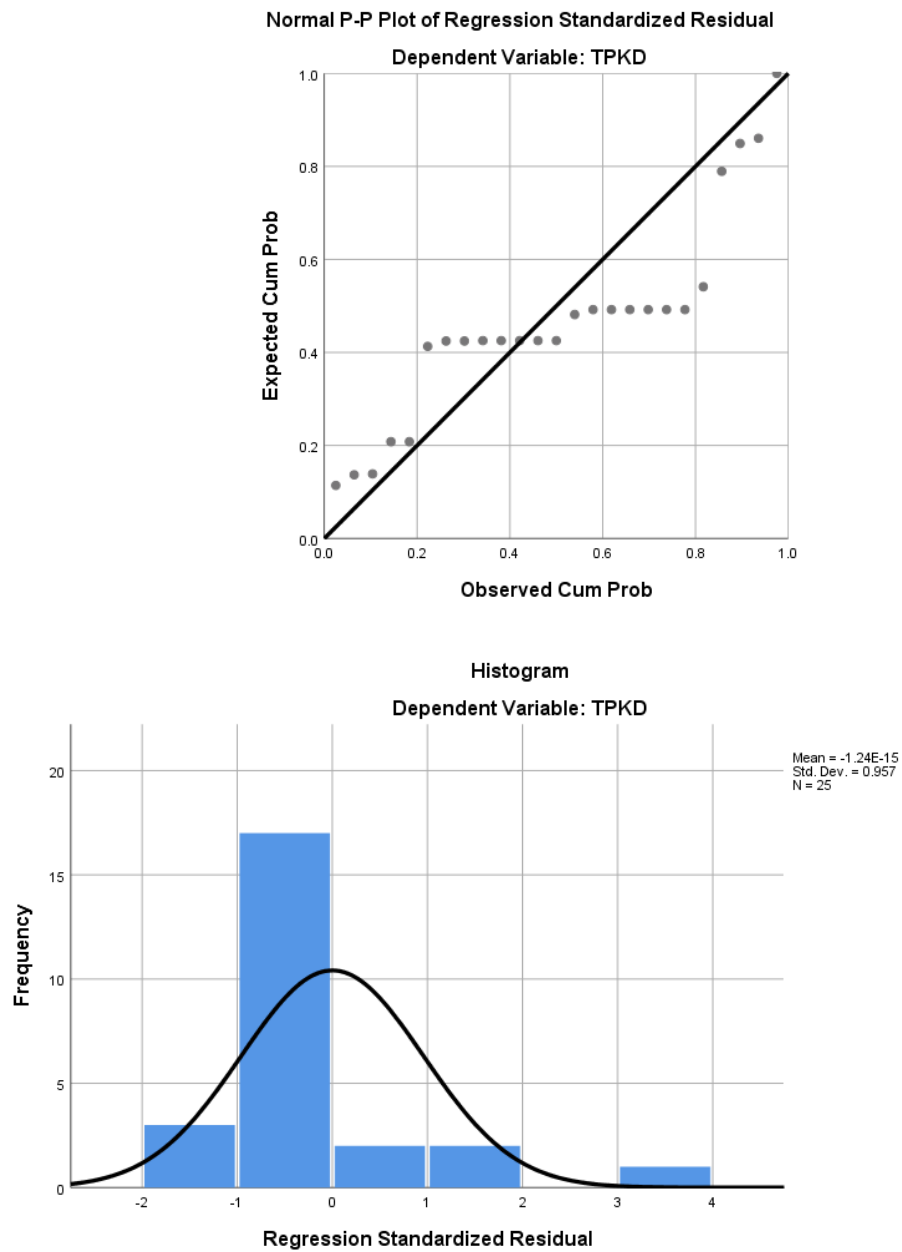 Normal P-P Plot of Regression Standardized Residual
Dependent Variable: TPKD
Expected Cum Prob
1.0
0.8
0.6
0.4
0.2
0.0
0.0 0.2 0.4 0.6 0.8 1.0
Observed Cum Prob
Histogram
Dependent Variable: TPKD
Mean = -1.24E-15
Std. Dev. = 0.957
N = 25
Frequency
20
15
10
5
0
-2 -1 0 1 2 3 4
Regression Standardized Residual